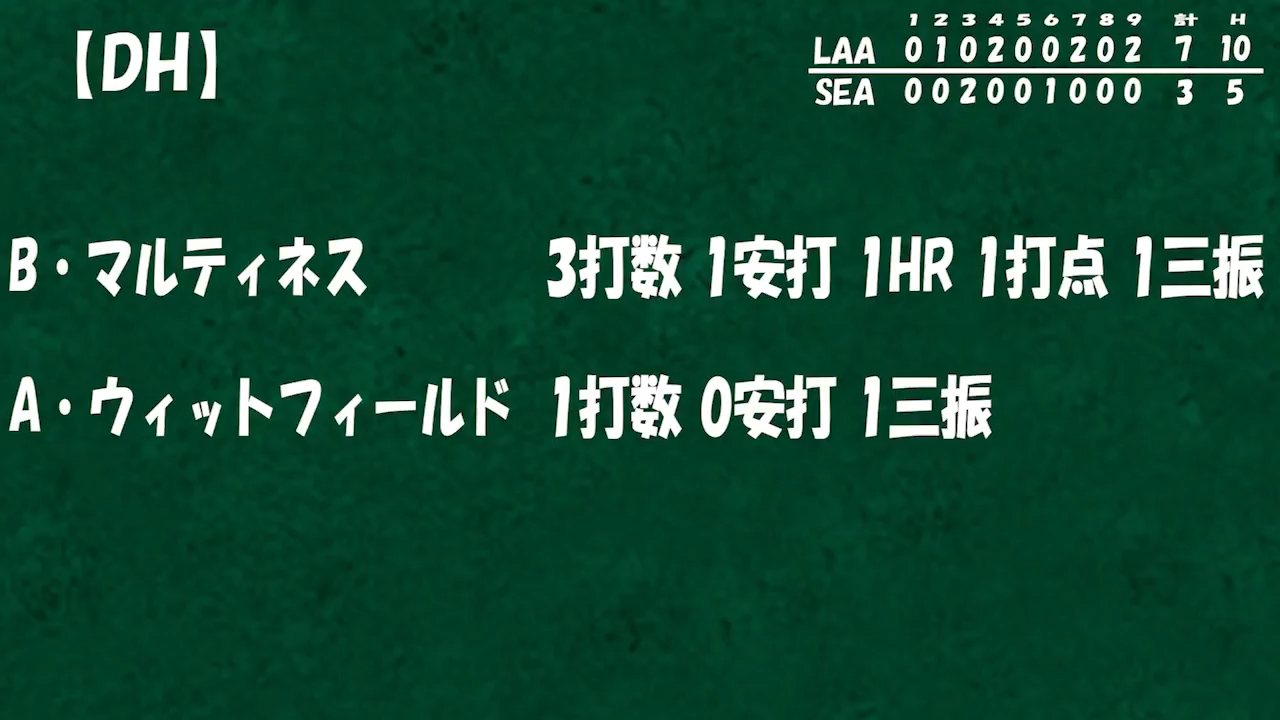 【DH】
1 2 3 4 5 6 7 8 9 計 H
LAA 0 1 0 2 0 0 2 0 2 7 10
SEA 0 0 2 0 0 1 0 0 0 3 5
B・マルティネス 3打数 1安打 1HR 1打点 1三振
A・ウィットフィールド 1打数 0安打 1三振